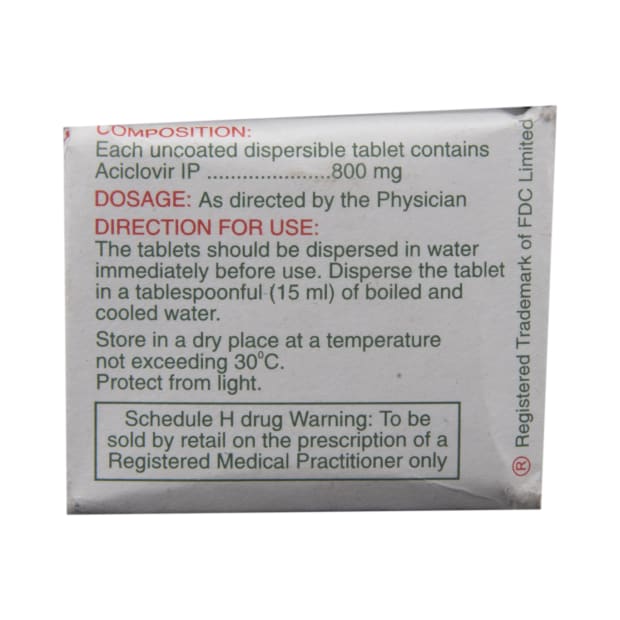 COMPOSITION:
Each uncoated dispersible tablet contains
Aciclovir IP .....................800 mg
DOSAGE: As directed by the Physician
DIRECTION FOR USE:
The tablets should be dispersed in water
immediately before use. Disperse the tablet
in a tablespoonful (15 ml) of boiled and
cooled water.
Store in a dry place at a temperature
not exceeding 30⁰C.
Protect from light.
Schedule H drug Warning: To be
sold by retail on the prescription of a
Registered Medical Practitioner only
® Registered Trademark of FDC Limited